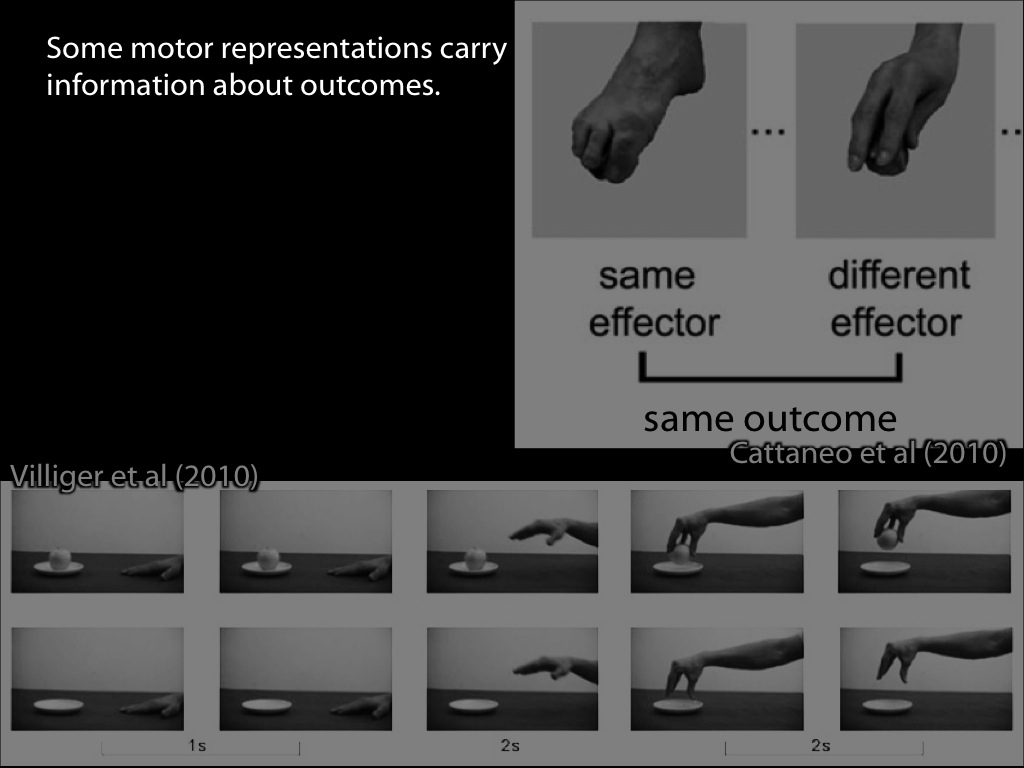 Some motor representations carry
information about outcomes.
...
..
same
effector
different
effector
same outcome
Cattaneo et al (2010)
Villiger et al (2010)
1s
2s
2s